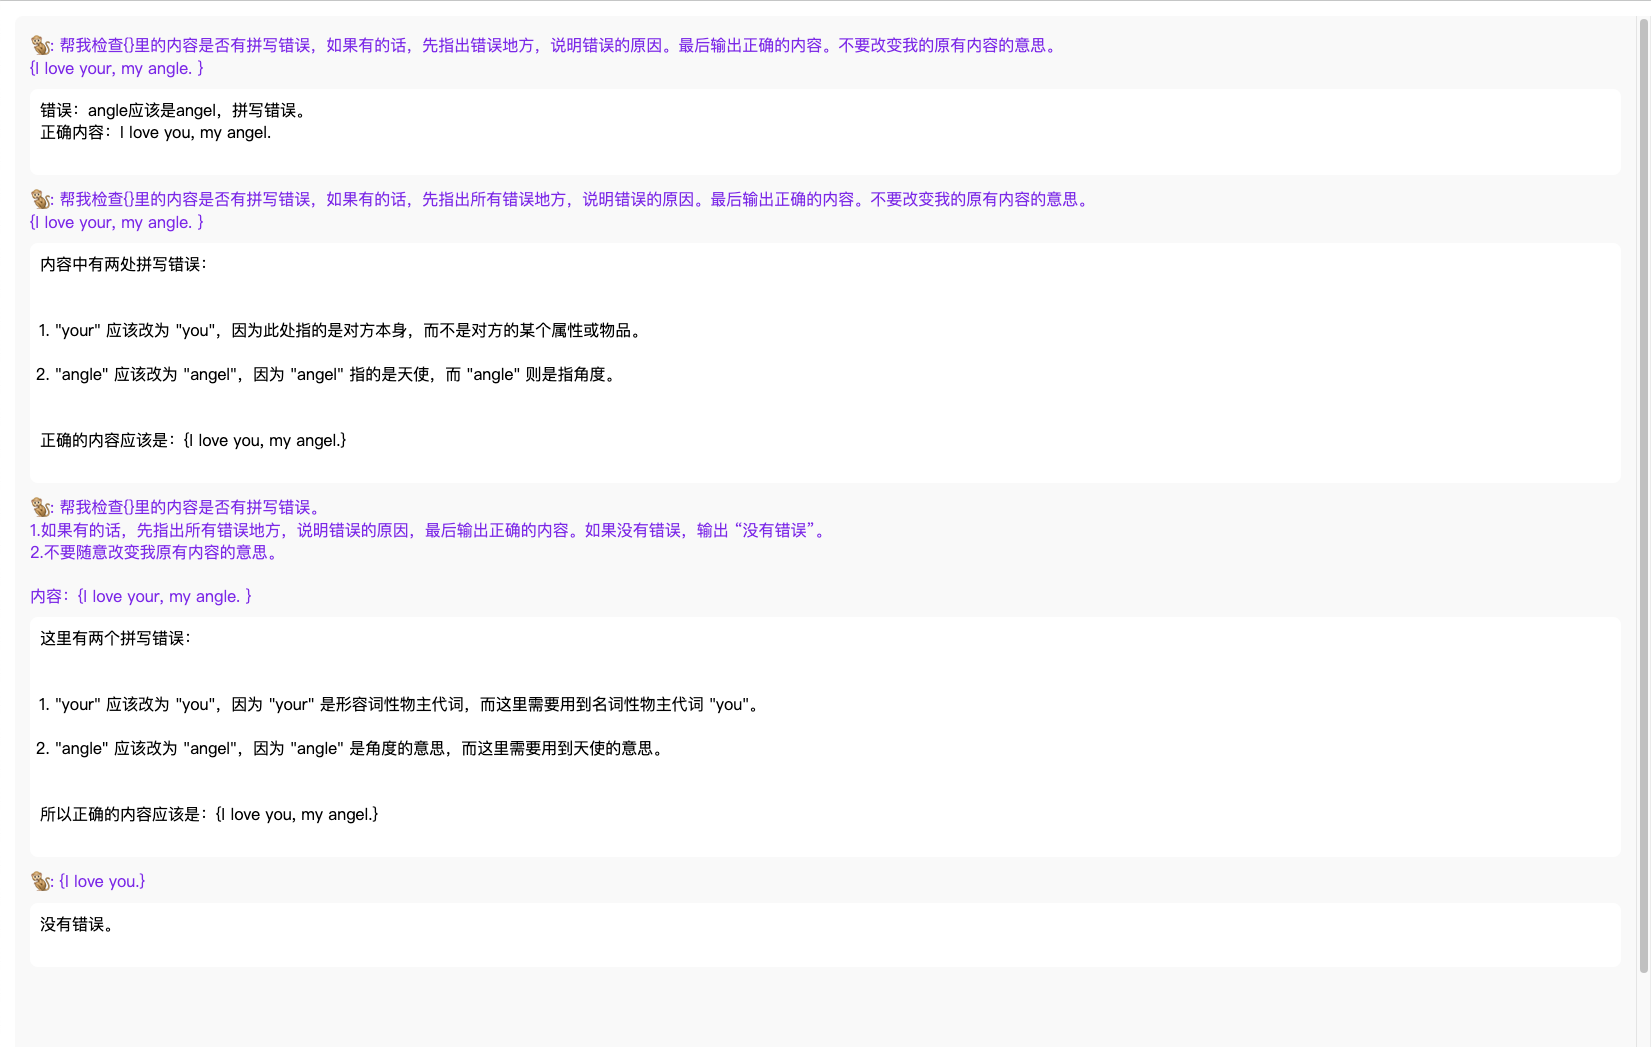 🐒: 帮我检查{}里的内容是否有拼写错误，如果有的话，先指出错误地方，说明错误的原因。最后输出正确的内容。不要改变我的原有内容的意思。
{I love your, my angle. }
错误：angle应该是angel，拼写错误。
正确内容：I love you, my angel.
🐒: 帮我检查{}里的内容是否有拼写错误，如果有的话，先指出所有错误地方，说明错误的原因。最后输出正确的内容。不要改变我的原有内容的意思。
{I love your, my angle. }
内容中有两处拼写错误：
1. "your" 应该改为 "you"，因为此处指的是对方本身，而不是对方的某个属性或物品。
2. "angle" 应该改为 "angel"，因为 "angel" 指的是天使，而 "angle" 则是指角度。
正确的内容应该是：{I love you, my angel.}
🐒: 帮我检查{}里的内容是否有拼写错误。
1.如果有的话，先指出所有错误地方，说明错误的原因，最后输出正确的内容。如果没有错误，输出 “没有错误”。
2.不要随意改变我原有内容的意思。
内容：{I love your, my angle. }
这里有两个拼写错误：
1. "your" 应该改为 "you"，因为 "your" 是形容词性物主代词，而这里需要用到名词性物主代词 "you"。
2. "angle" 应该改为 "angel"，因为 "angle" 是角度的意思，而这里需要用到天使的意思。
所以正确的内容应该是：{I love you, my angel.}
🐒: {I love you.}
没有错误。